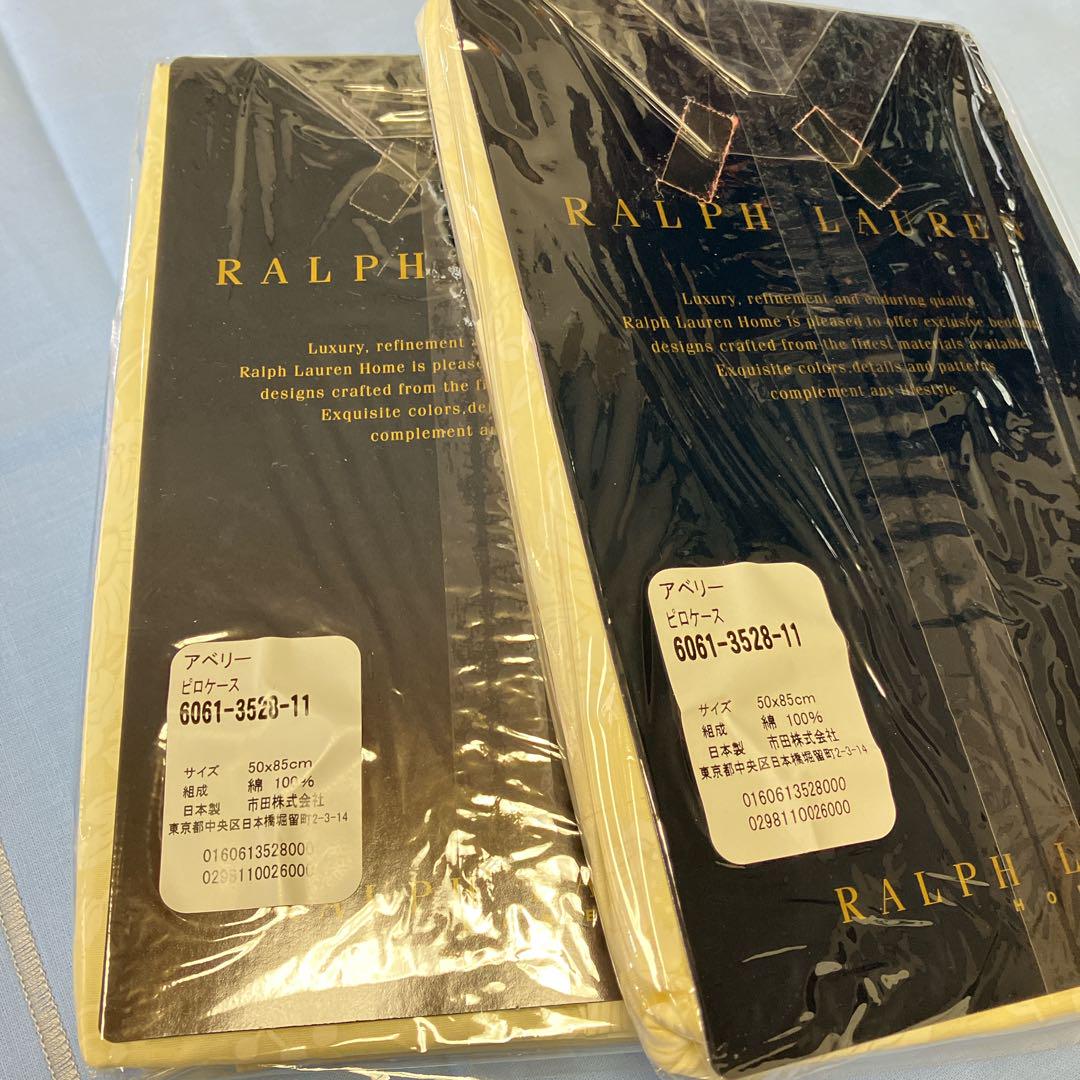 RALPH
Luxury, refinement
Ralph Lauren Home is
designs crafted from the
Exquisite colors,
complement
アベリー
ピロケース
6061-3528-11
サイズ 50x85cm
組成 綿 100%
日本製 市田株式会社
東京都中央区日本橋堀留町2-3-14
0160613528000
0298110026000
RALPH LAUREN
Luxury, refinement and enduring quality.
Ralph Lauren Home is pleased to offer exclusive bedding
designs crafted from the finest materials available.
Exquisite colors,details and patterns
complement any lifestyle.
アベリー
ピロケース
6061-3528-11
サイズ 50x85cm
組成 綿 100%
日本製 市田株式会社
東京都中央区日本橋堀留町2-3-14
0160613528000
0298110026000
RALPH L
HO